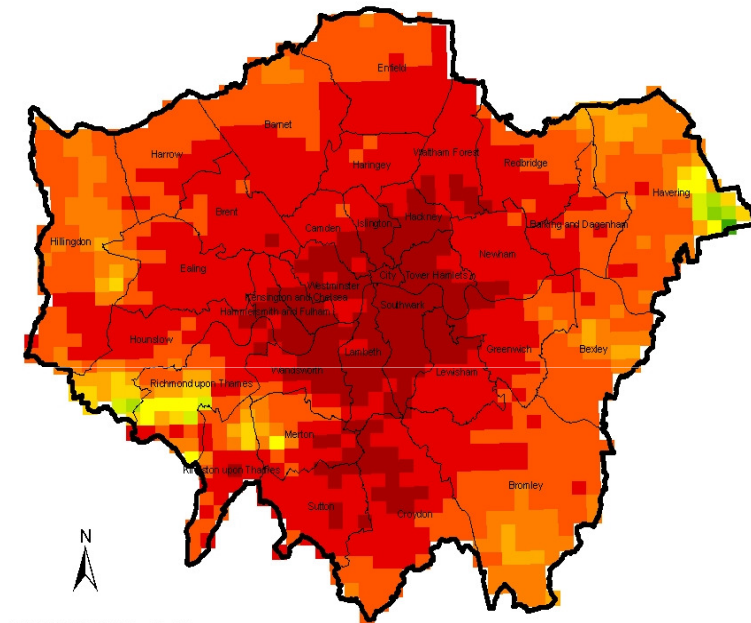 Enfield
Barnet
Harrow
Haringey
Waltham Forest
Redbridge
Havering
Brent
Camden
Islington
Hackney
Barking and Dagenham
Hillingdon
Ealing
Newham
Westminster
City
Tower Hamlets
Kensington and Chelsea
Hammersmith and Fulham
Southwark
Hounslow
Lambeth
Greenwich
Bexley
Richmond upon Thames
Wandsworth
Lewisham
Merton
Kingston upon Thames
Bromley
Sutton
Croydon
N